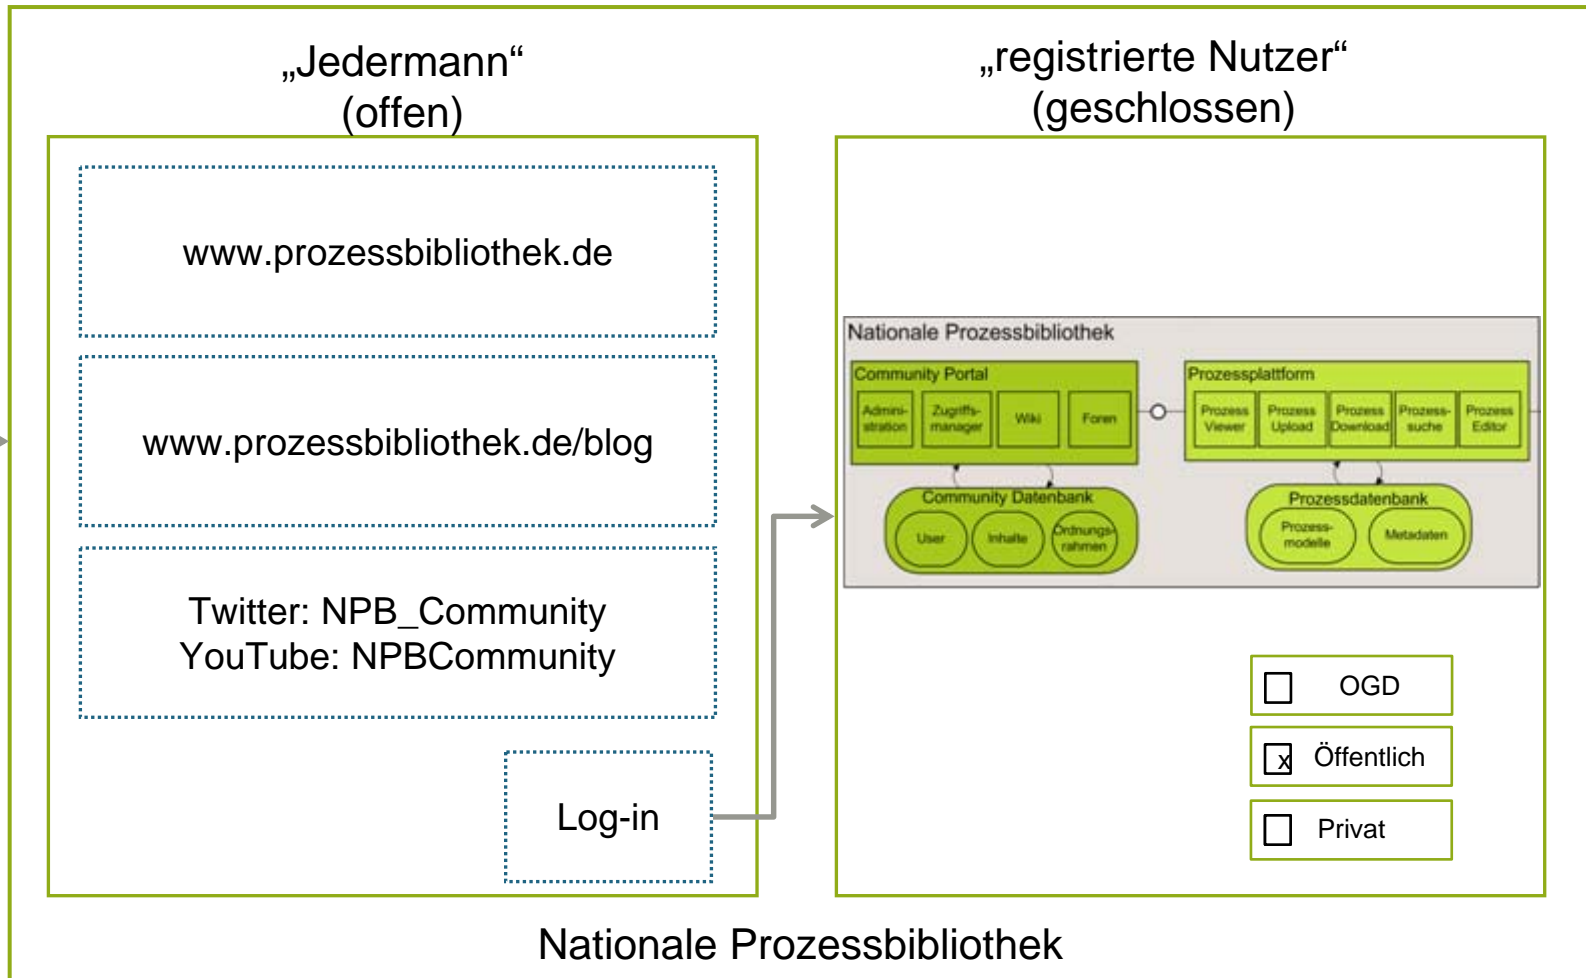 „Jedermann“
(offen)
www.prozessbibliothek.de
www.prozessbibliothek.de/blog
Twitter: NPB_Community
YouTube: NPBCommunity
Log-in
„registrierte Nutzer“
(geschlossen)
Nationale Prozessbibliothek
Community Portal
Admini-
stration
Zugriffs-
manager
Wiki
Foren
Prozessplattform
Prozess
Viewer
Prozess
Upload
Prozess
Download
Prozess-
suche
Prozess
Editor
Community Datenbank
User
Inhalte
Ordnungs-
rahmen
Prozessdatenbank
Prozess-
modelle
Metadaten
OGD
x Öffentlich
Privat
Nationale Prozessbibliothek